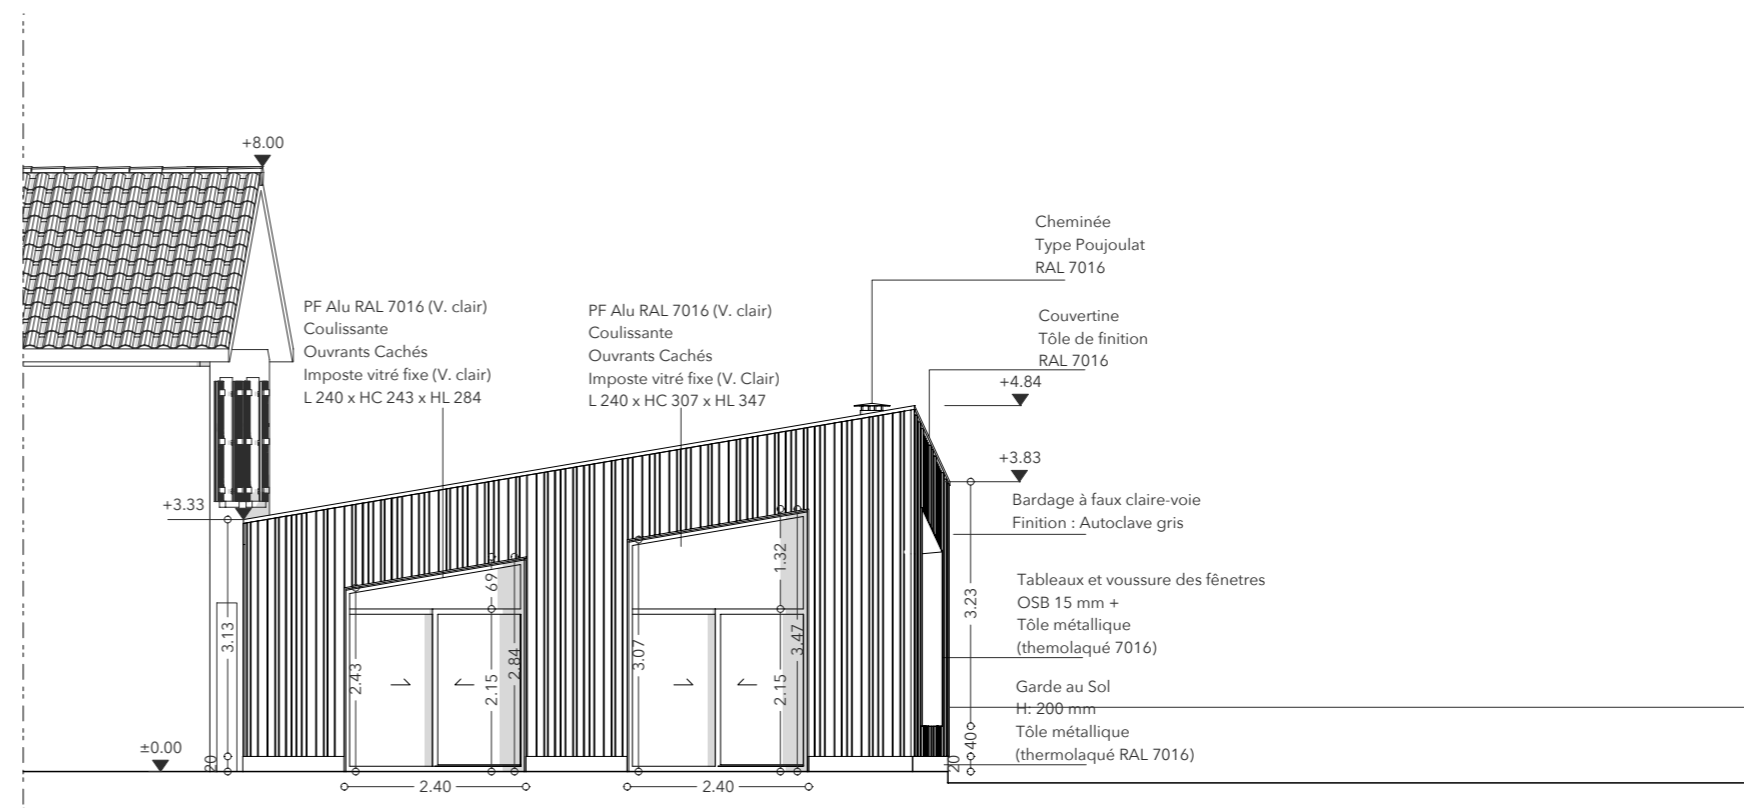 +8.00
Cheminée
Type Poujoulat
RAL 7016
PF Alu RAL 7016 (V. clair)
Coulissante
Ouvrants Cachés
Imposte vitré fixe (V. clair)
L 240 x HC 243 x HL 284
PF Alu RAL 7016 (V. clair)
Coulissante
Ouvrants Cachés
Imposte vitré fixe (V. Clair)
L 240 x HC 307 x HL 347
Couvertine
Tôle de finition
RAL 7016
+4.84
+3.83
+3.33
Bardage à faux claire-voie
Finition : Autoclave gris
Tableaux et voussure des fênetres
OSB 15 mm +
Tôle métallique
(themolaqué 7016)
Garde au Sol
H: 200 mm
Tôle métallique
(thermolaqué RAL 7016)
±0.00
20
3.13
2.43
69
2.15
2.84
3.07
1.32
2.15
3.47
3.23
40
20
2.40
2.40